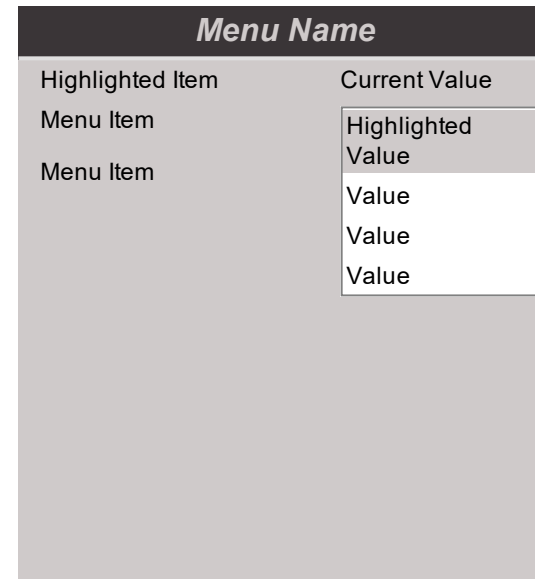 Menu Name
Highlighted Item
Current Value
Menu Item
Highlighted
Value
Menu Item
Value
Value
Value